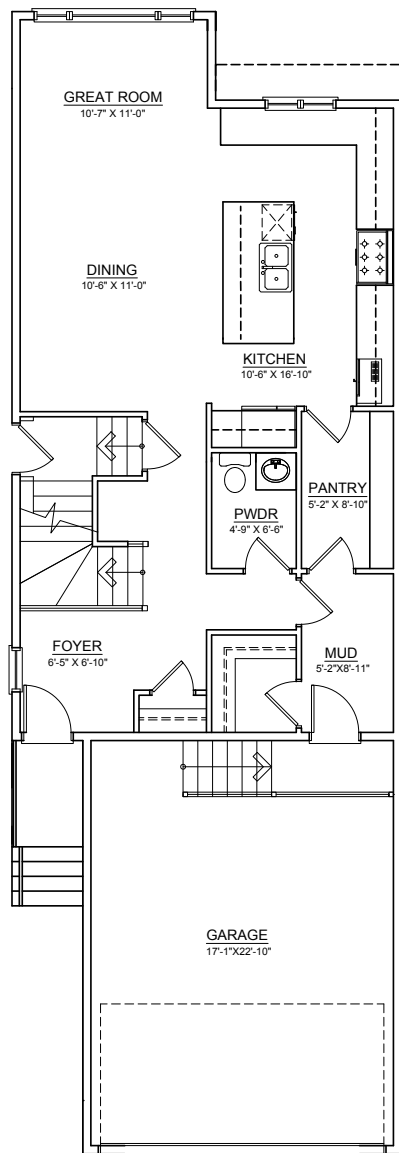 GREAT ROOM
10'-7" X 11'-0"
DINING
10'-6" X 11'-0"
KITCHEN
10'-6" X 16'-10"
PANTRY
5'-2" X 8'-10"
PWDR
4'-9" X 6'-6"
FOYER
6'-5" X 6'-10"
MUD
5'-2"X8'-11"
GARAGE
17'-1"X22'-10"